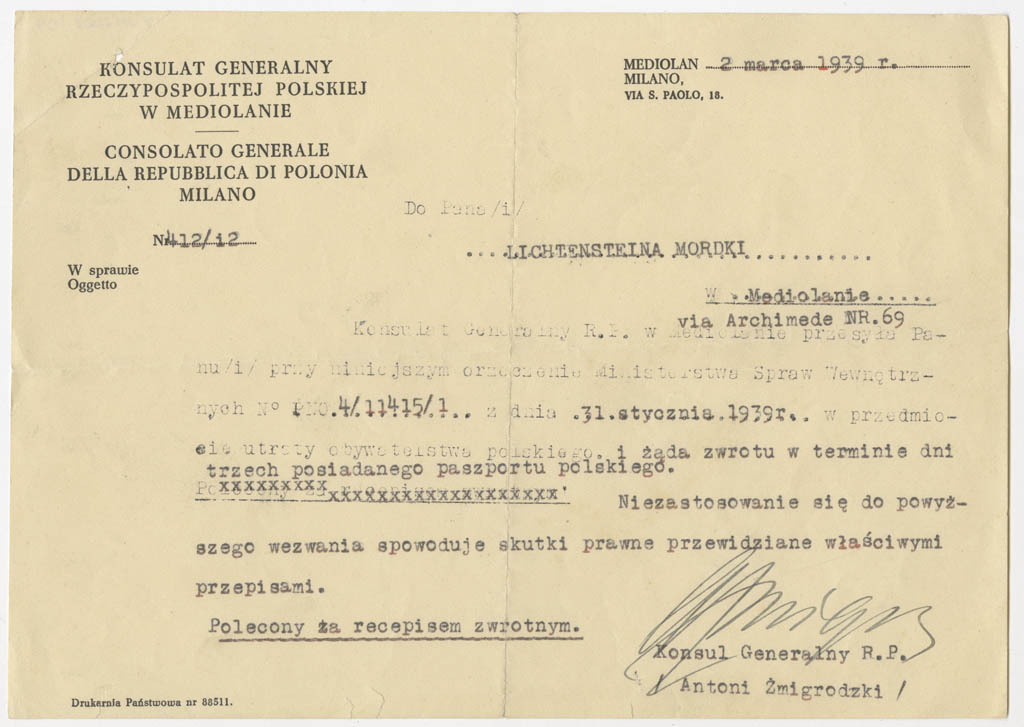 KONSULAT GENERALNY
RZECZYPOSPOLITEJ POLSKIEJ
W MEDIOLANIE
CONSOLATO GENERALE
DELLA REPUBBLICA DI POLONIA
MILANO
Nr 412/12
W sprawie
Oggetto
MEDIOLAN 2 marca 1939 r.
MILANO,
VIA S. PAOLO, 18.
Do Pana/i/
....LICHTENSTEINA MORDKI...........
W ..Mediolanie.....
via Archimede NR.69
Konsulat Generalny R.P. w Mediolanie przesyła Pa-
nu/i/ przy niniejszym orzeczenie Ministerstwa Spraw Wewnętrz-
nych Nº PNO.4/11415/1.. z dnia .31.stycznia.1939r.. w przedmio-
cie utraty obywatelstwa polskiego. i żąda zwrotu w terminie dni
trzech posiadanego paszportu polskiego.
Polecony za
Niezastosowanie się do powyż-
szego wezwania spowoduje skutki prawne przewidziane właściwymi
przepisami.
Polecony za recepisem zwrotnym.
Konsul Generalny R.P.
/ Antoni Żmigrodzki /
Drukarnia Państwowa nr 88511.